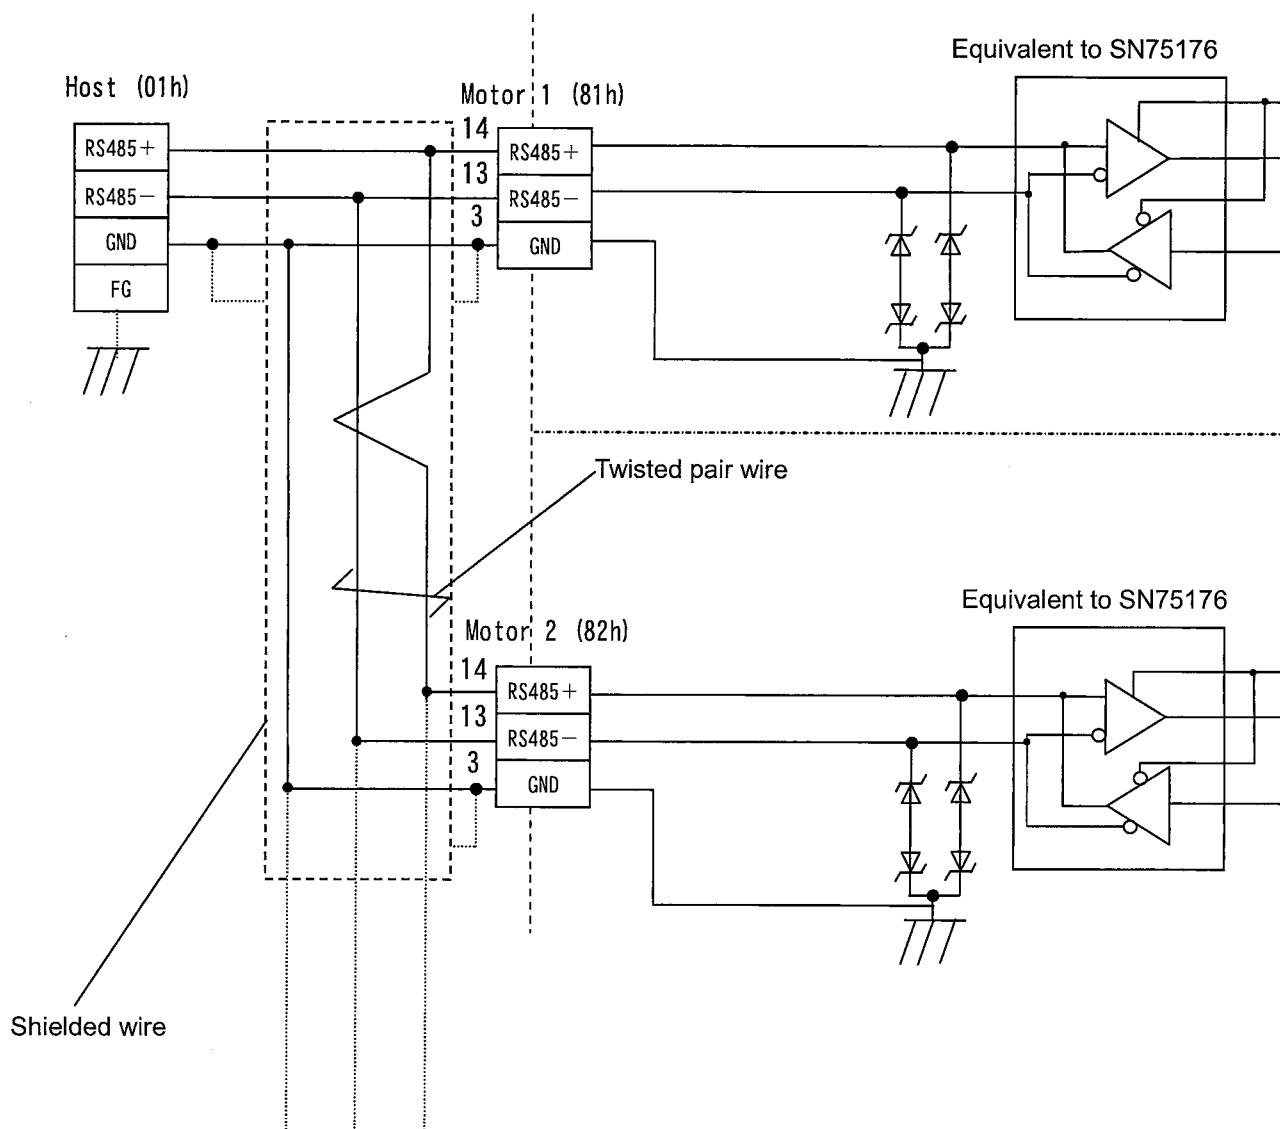 Equivalent to SN75176
Host (01h)
Motor 1 (81h)
RS485+
RS485-
GND
FG
14
13
3
RS485+
RS485-
GND
Twisted pair wire
Equivalent to SN75176
Motor 2 (82h)
14
13
3
RS485+
RS485-
GND
Shielded wire